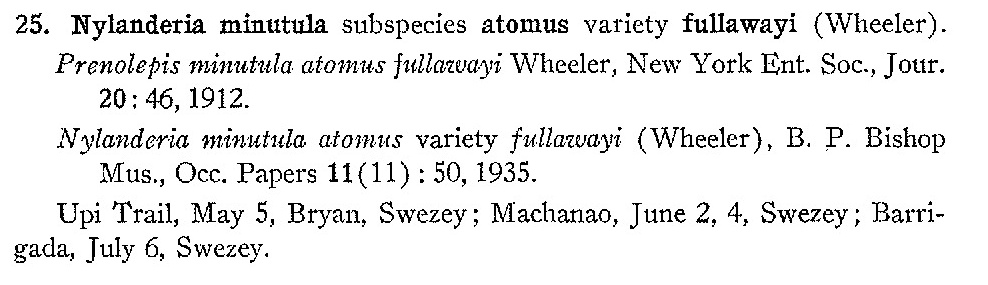 25. Nylanderia minutula subspecies atomus variety fullawayi (Wheeler).
Prenolepis minutula atomus fullawayi Wheeler, New York Ent. Soc., Jour.
20: 46, 1912.
Nylanderia minutula atomus variety fullawayi (Wheeler), B. P. Bishop
Mus., Occ. Papers 11(11) : 50, 1935.
Upi Trail, May 5, Bryan, Swezey; Machanao, June 2, 4, Swezey; Barri-
gada, July 6, Swezey.